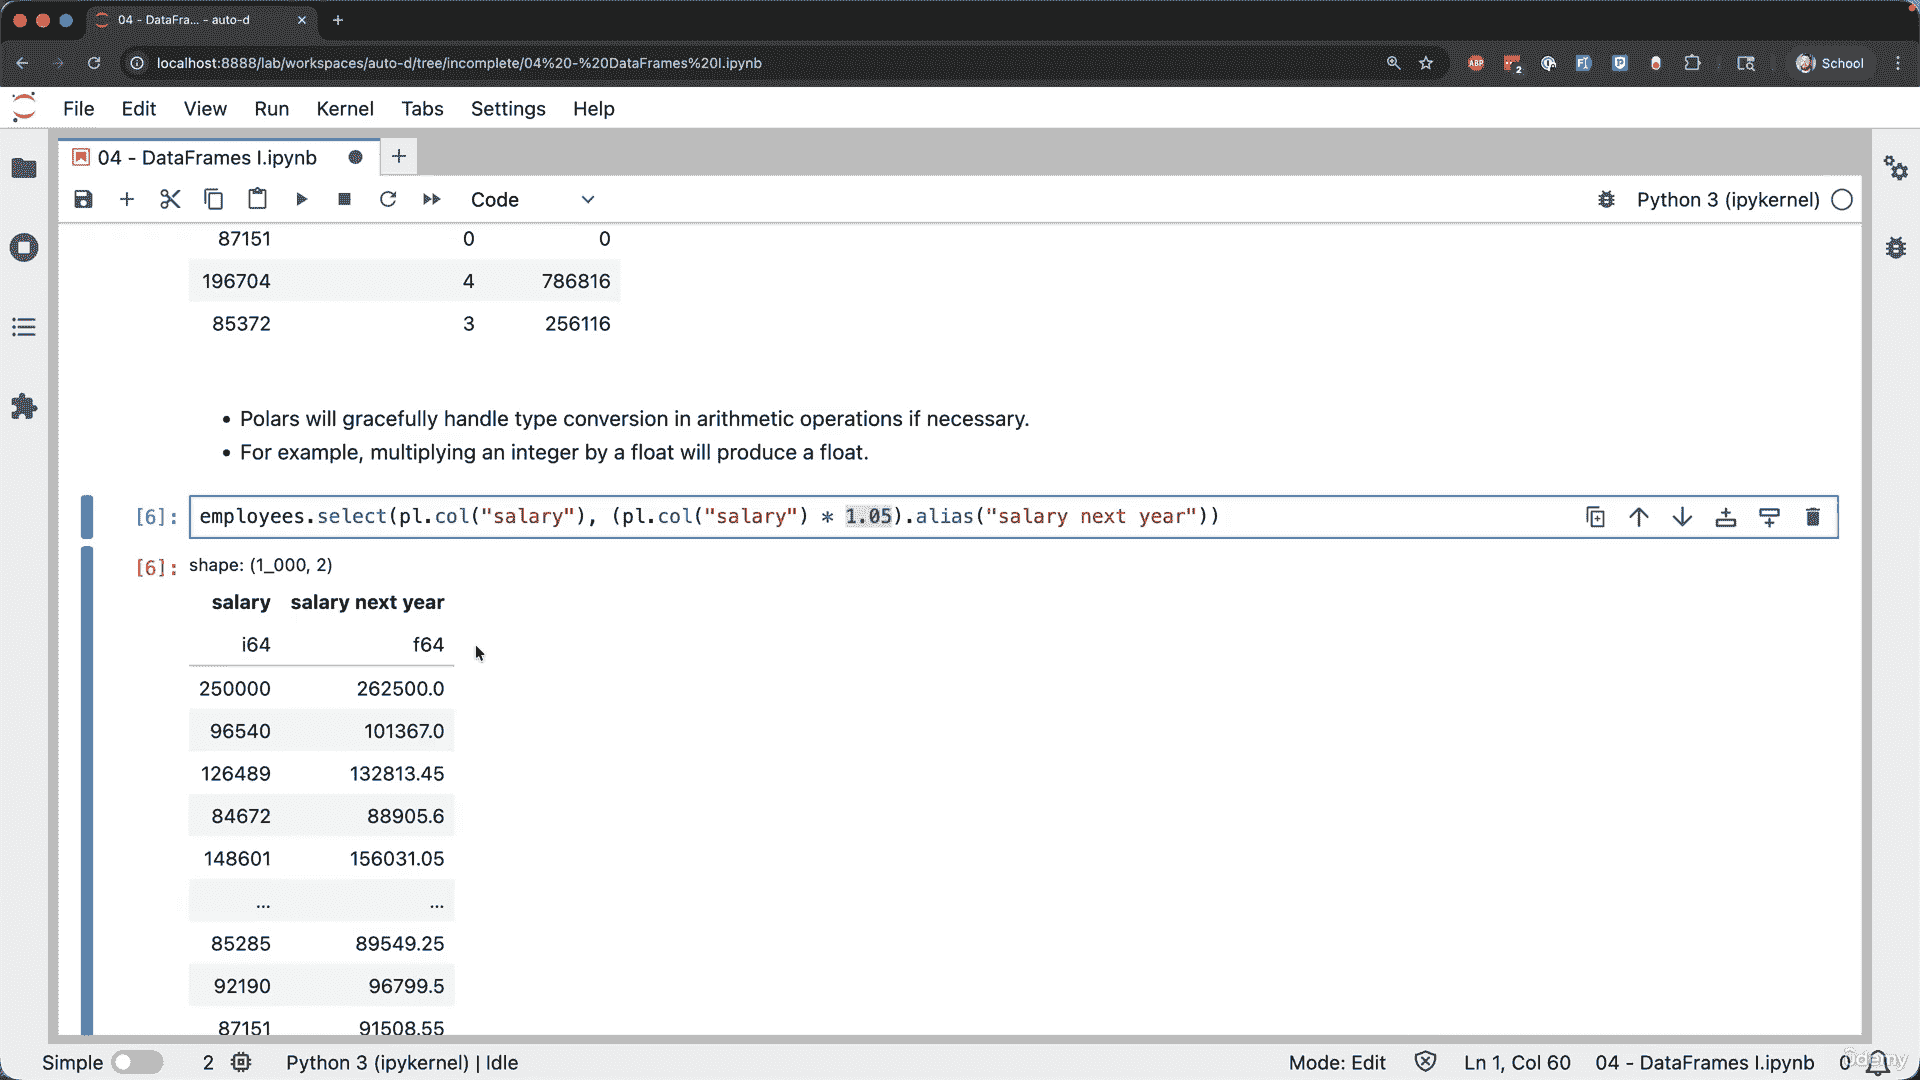 04 - DataFra... - auto-d
localhost:8888/lab/workspaces/auto-d/tree/incomplete/04%20-%20DataFrames%20I.ipynb
ABP
2
School
File Edit View Run Kernel Tabs Settings Help
04 - DataFrames I.ipynb
Code
Python 3 (ipykernel)
87151 0 0
196704 4 786816
85372 3 256116
• Polars will gracefully handle type conversion in arithmetic operations if necessary.
• For example, multiplying an integer by a float will produce a float.
[6]: employees.select(pl.col("salary"), (pl.col("salary") * 1.05).alias("salary next year"))
[6]: shape: (1_000, 2)
salary salary next year
i64 f64
250000 262500.0
96540 101367.0
126489 132813.45
84672 88905.6
148601 156031.05
... ...
85285 89549.25
92190 96799.5
87151 91508.55
Simple 2 Python 3 (ipykernel) | Idle Mode: Edit Ln 1, Col 60 04 - DataFrames I.ipynb 0
udemy